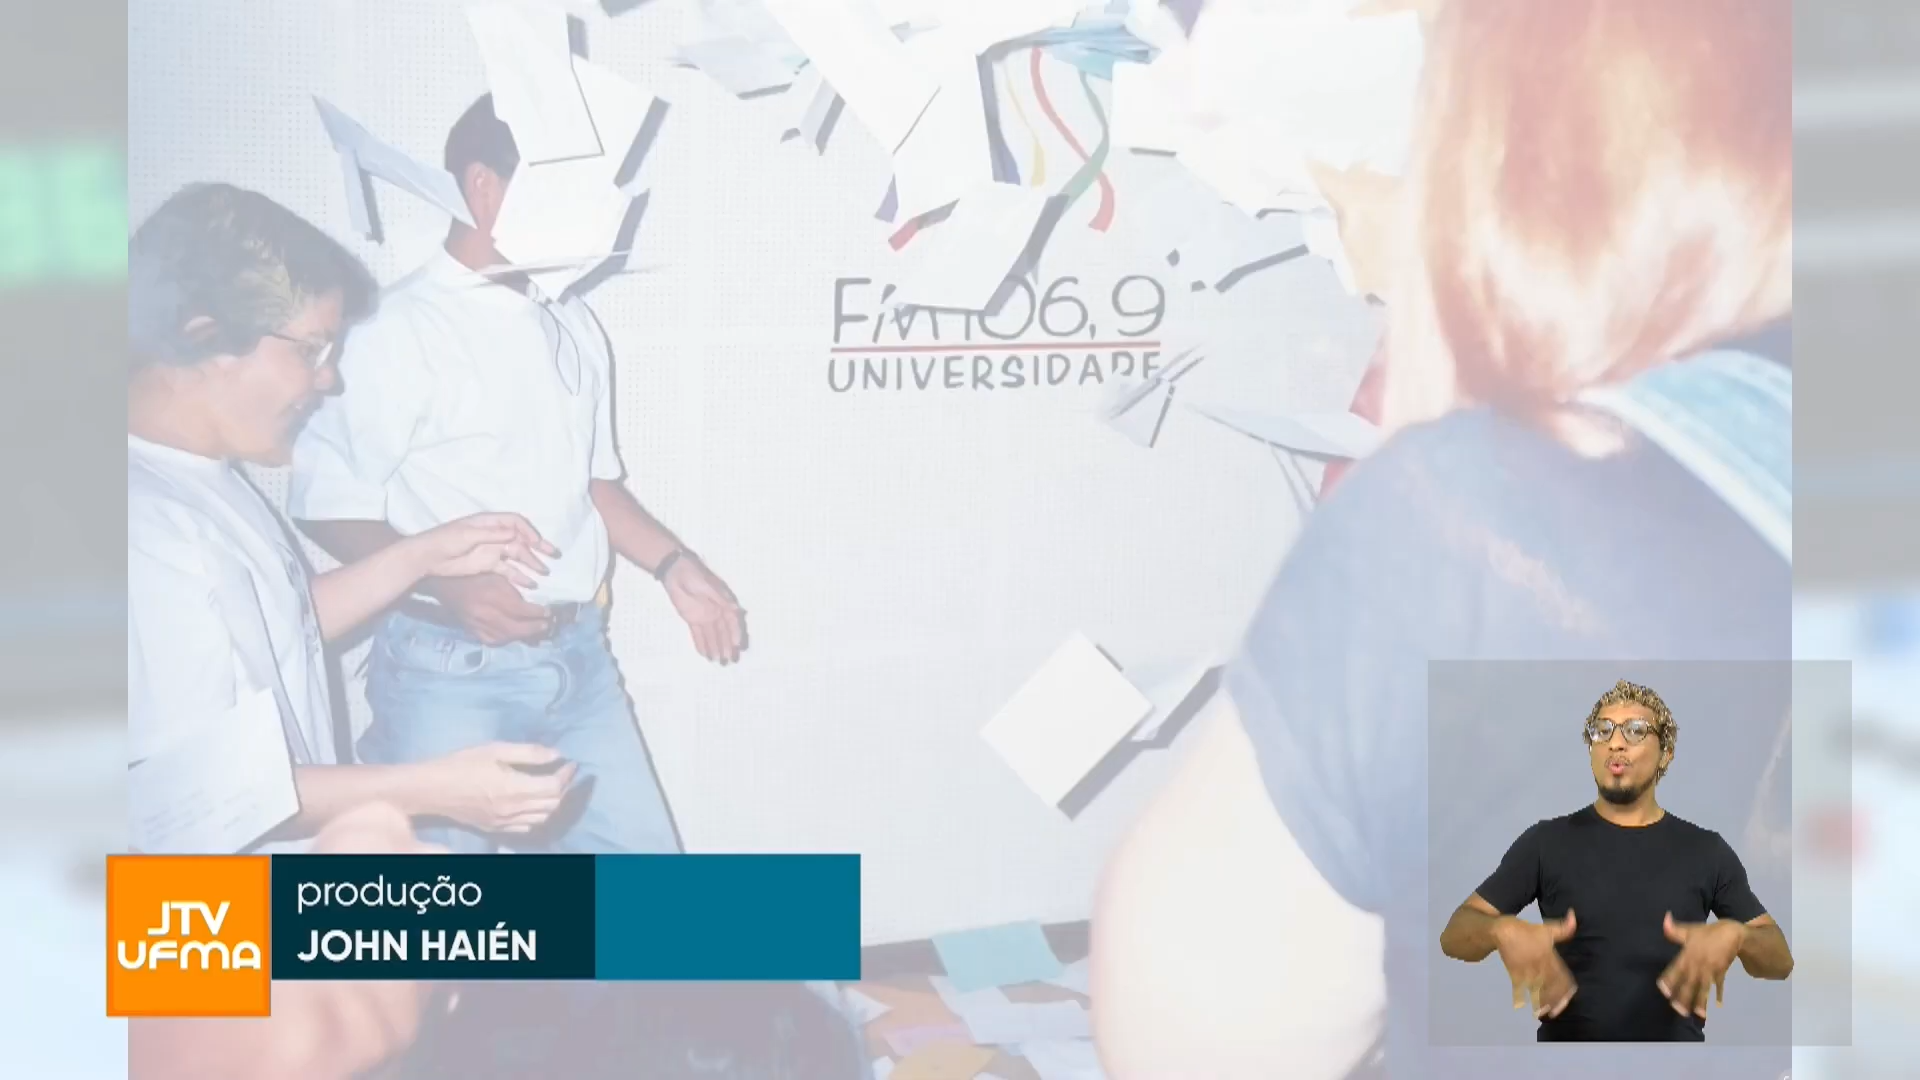 Fm 106,9
UNIVERSIDADE
JTV
UFMA
produção
JOHN HAIÉN